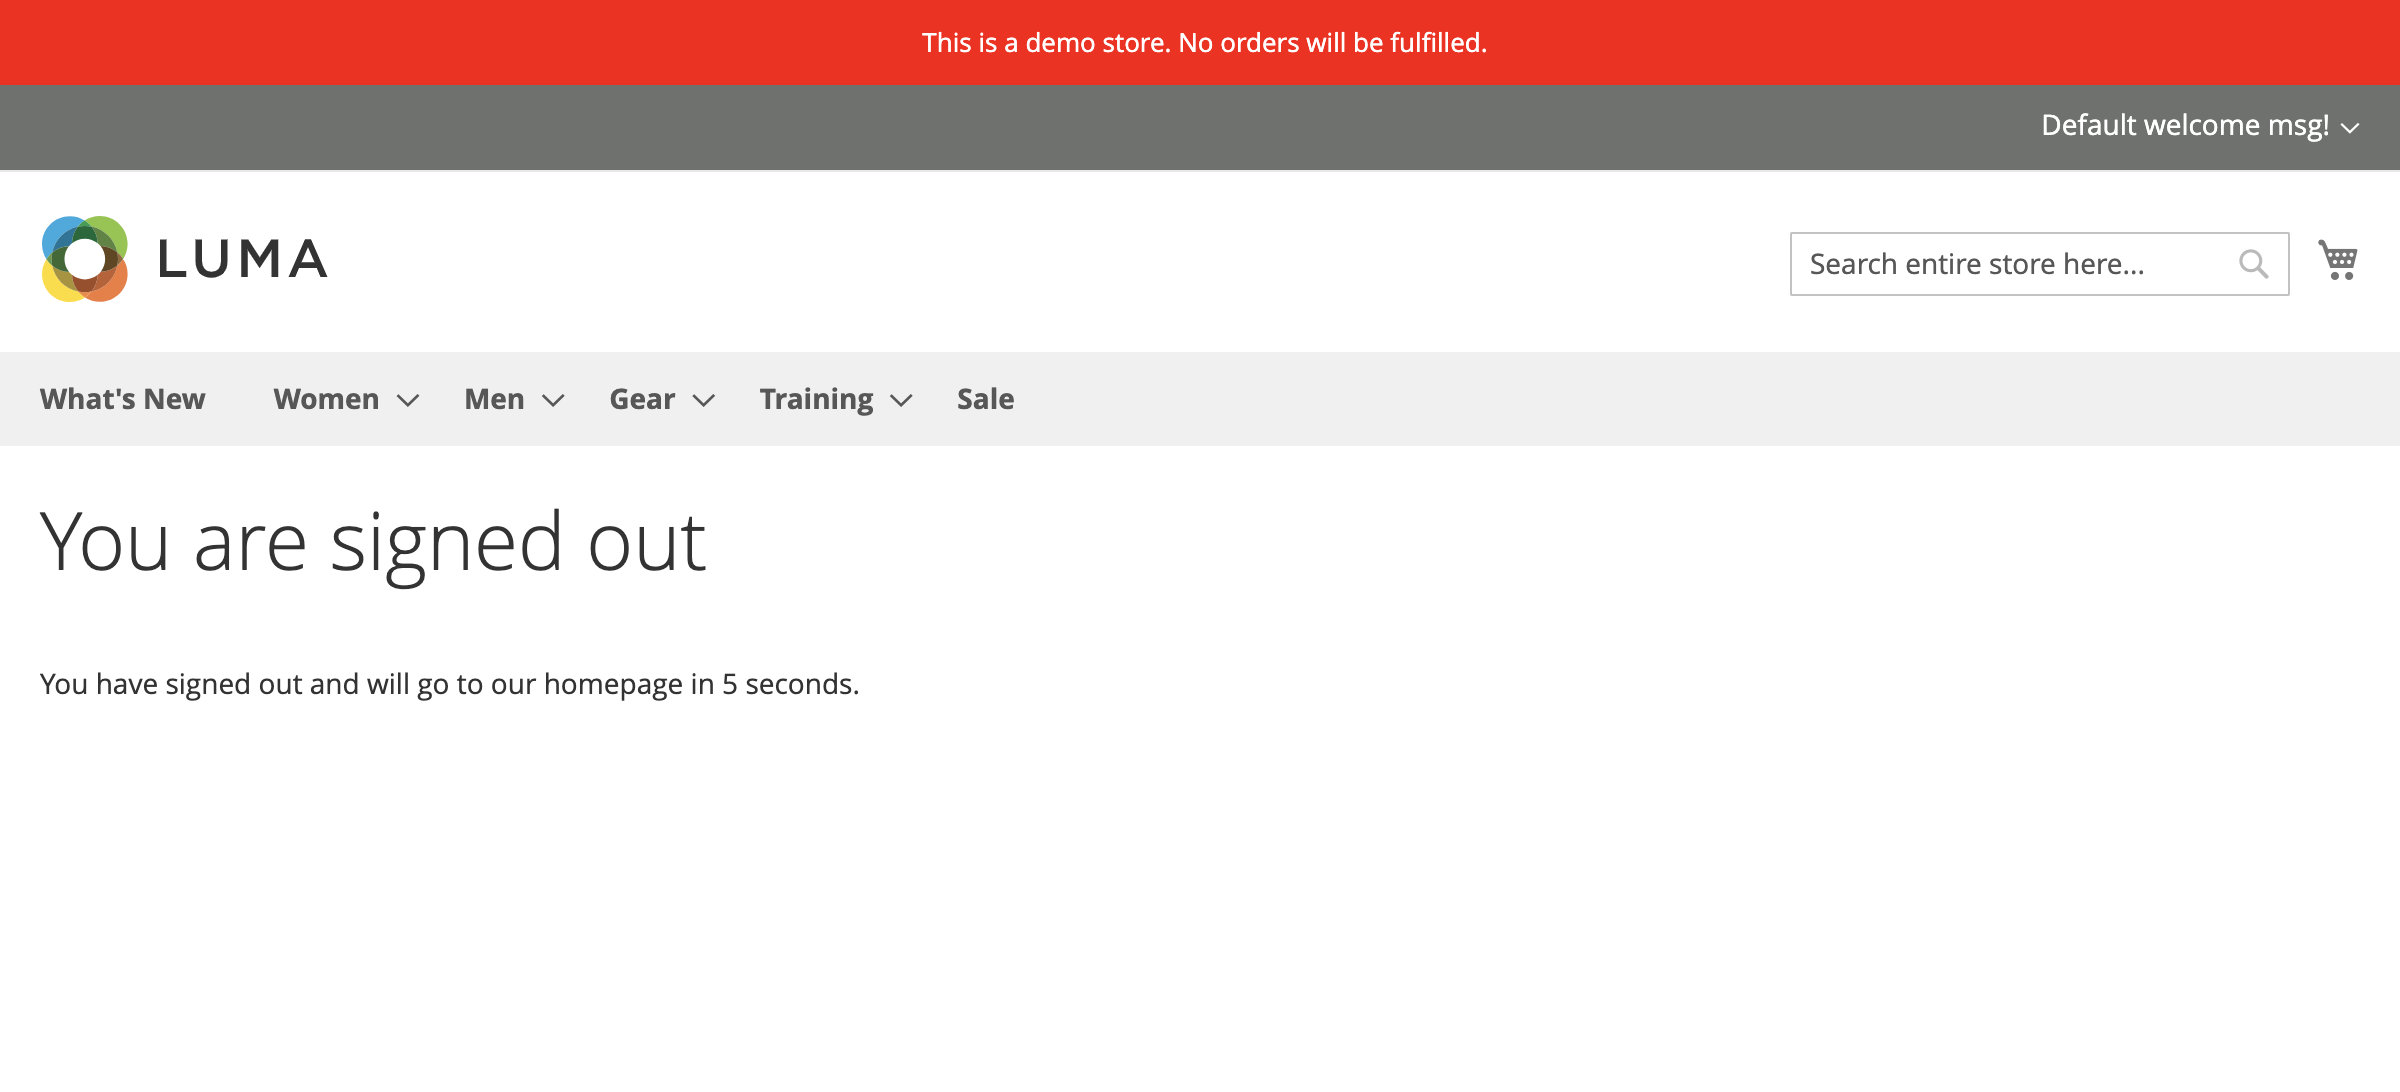 This is a demo store. No orders will be fulfilled.
Default welcome msg!
LUMA
Search entire store here...
What's New Women Men Gear Training Sale
You are signed out
You have signed out and will go to our homepage in 5 seconds.